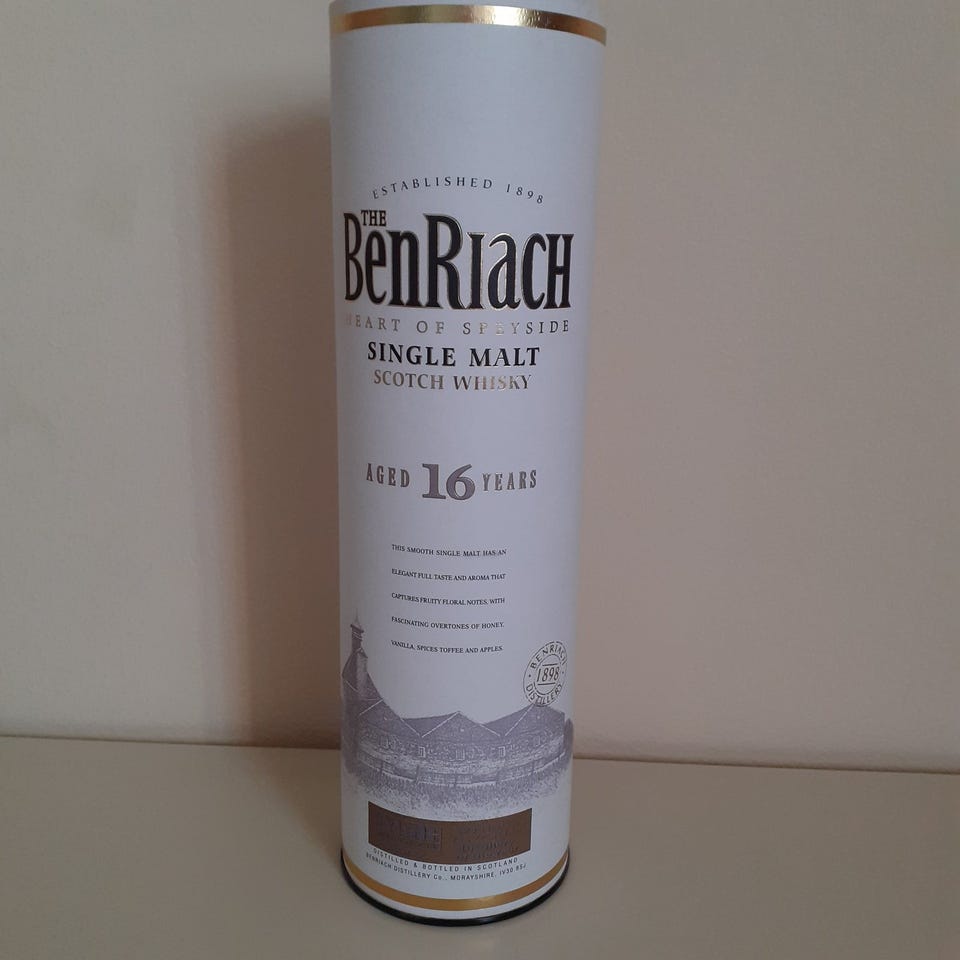 ESTABLISHED 1898
THE
BENRIACH
HEART OF SPEYSIDE
SINGLE MALT
SCOTCH WHISKY
AGED 16 YEARS
THIS SMOOTH SINGLE MALT HAS AN
ELEGANT FULL TASTE AND AROMA THAT
CAPTURES FRUITY FLORAL NOTES, WITH
FASCINATING OVERTONES OF HONEY,
VANILLA, SPICES TOFFEE AND APPLES.
BENRIACH
1898
DISTILLERY
DISTILLED & BOTTLED IN SCOTLAND
BENRIACH DISTILLERY Co., MORAYSHIRE, IV30 8SJ